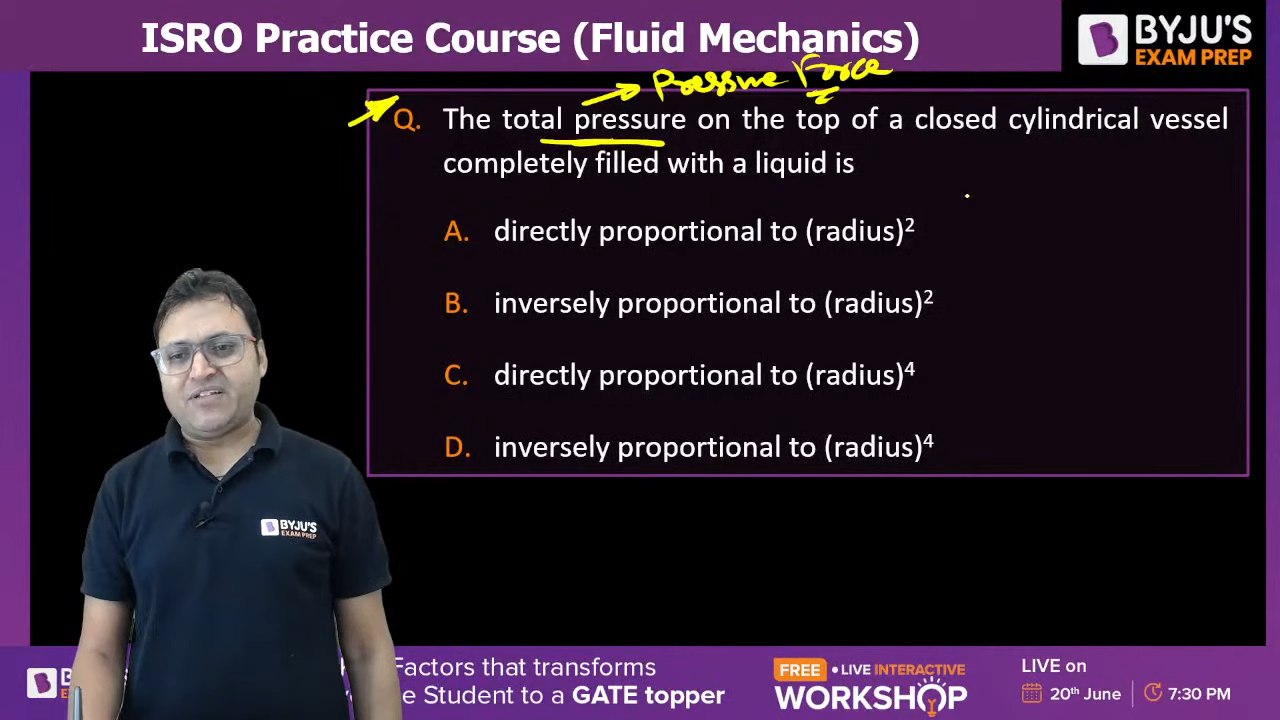 ISRO Practice Course (Fluid Mechanics)
BYJU'S
EXAM PREP
Pressure Force
Q. The total pressure on the top of a closed cylindrical vessel
completely filled with a liquid is
A. directly proportional to (radius)²
B. inversely proportional to (radius)²
C. directly proportional to (radius)⁴
D. inversely proportional to (radius)⁴
BYJU'S
EXAM PREP
Factors that transforms
e Student to a GATE topper
FREE • LIVE INTERACTIVE
WORKSHOP
LIVE on
20th June | 7:30 PM